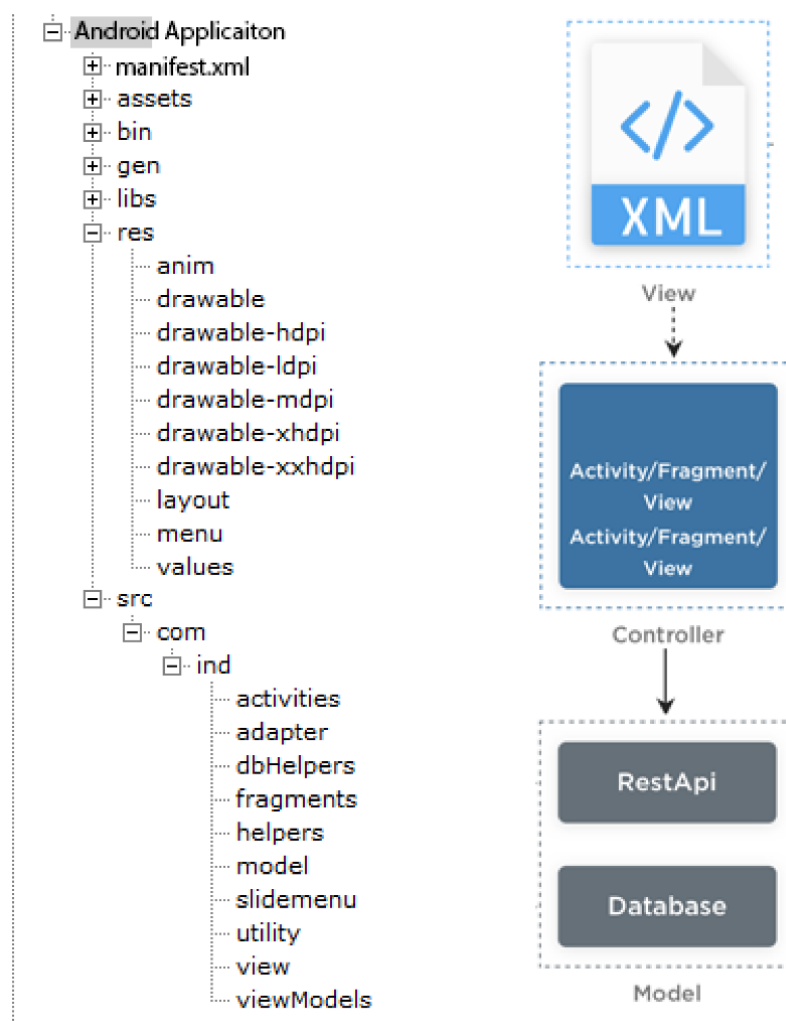 Android Applicaiton
manifest.xml
assets
bin
gen
libs
res
anim
drawable
drawable-hdpi
drawable-ldpi
drawable-mdpi
drawable-xhdpi
drawable-xxhdpi
layout
menu
values
src
com
ind
activities
adapter
dbHelpers
fragments
helpers
model
slidemenu
utility
view
viewModels
</>
XML
View
Activity/Fragment/
View
Activity/Fragment/
View
Controller
RestApi
Database
Model